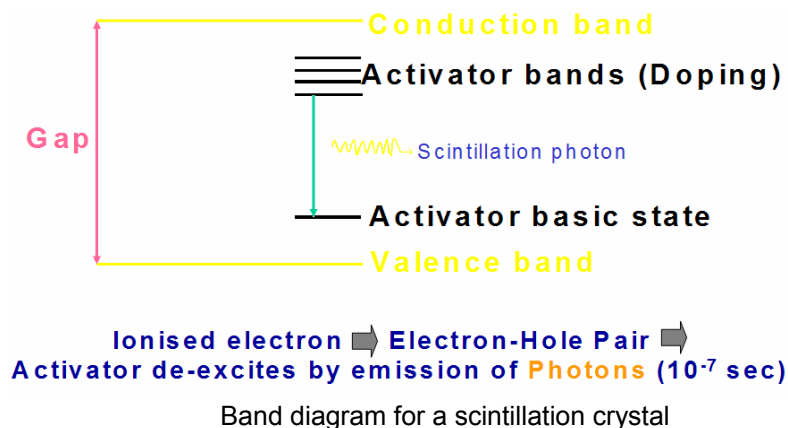 Conduction band
Activator bands (Doping)
Gap
Scintillation photon
Activator basic state
Valence band
Ionised electron Electron-Hole Pair
Activator de-excites by emission of Photons (10⁻⁷ sec)
Band diagram for a scintillation crystal